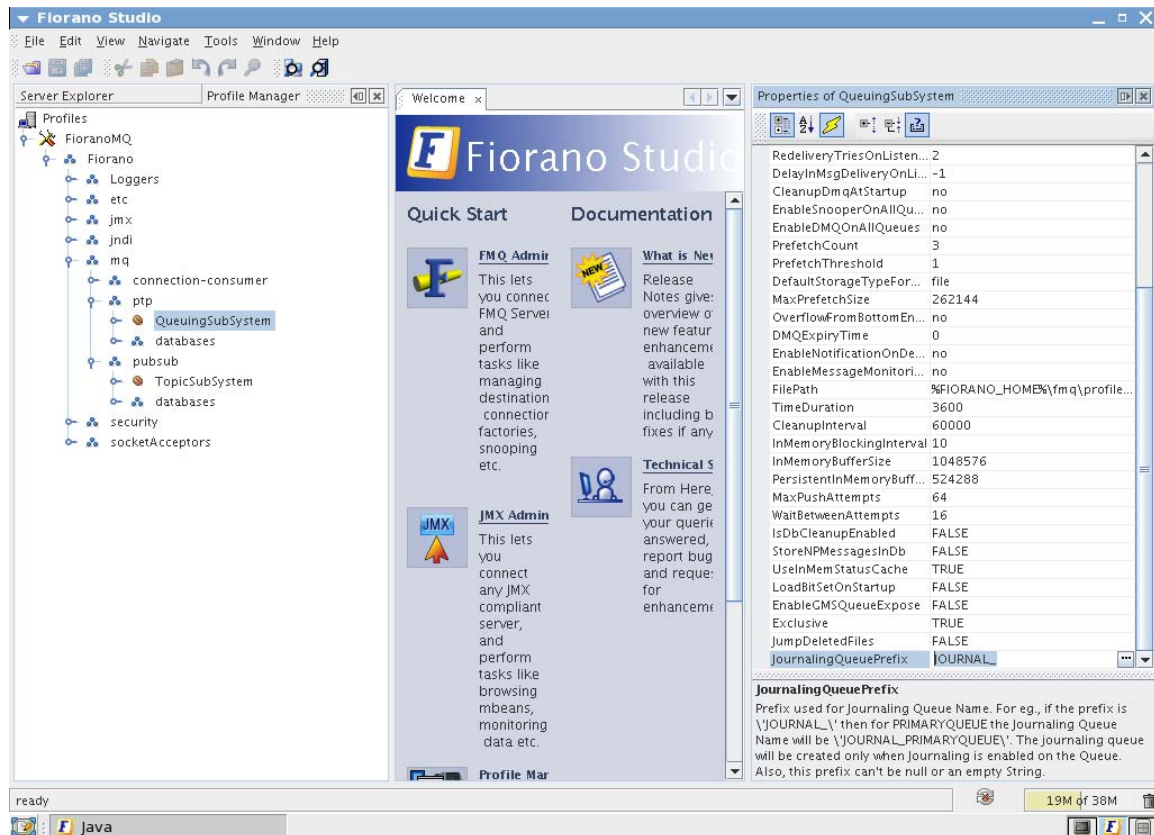 Fiorano Studio
File Edit View Navigate Tools Window Help
Server Explorer
Profile Manager
Profiles
FioranoMQ
Fiorano
Loggers
etc
jmx
jndi
mq
connection-consumer
ptp
QueuingSubSystem
databases
pubsub
TopicSubSystem
databases
security
socketAcceptors
Welcome
Fiorano Studio
Quick Start
FMQ Admir
This lets
you connec
FMQ Server
and
perform
tasks like
managing
destination
connection
factories,
snooping
etc.
JMX
JMX Admin
This lets
you
connect
any JMX
compliant
server,
and
perform
tasks like
browsing
mbeans,
monitoring
data etc.
Profile Mar
Documentation
NEW
What is Nev
Release
Notes gives
overview o
new featur
enhanceme
available
with this
release
including b
fixes if any
Technical S
From Here,
you can ge
your querie
answered,
report bug
and reques
for
enhanceme
Properties of QueuingSubSystem
RedeliveryTriesOnListen... 2
DelayInMsgDeliveryOnLi... -1
CleanupDmqAtStartup no
EnableSnooperOnAllQu... no
EnableDMQOnAllQueues no
PrefetchCount 3
PrefetchThreshold 1
DefaultStorageTypeFor... file
MaxPrefetchSize 262144
OverflowFromBottomEn... no
DMQExpiryTime 0
EnableNotificationOnDe... no
EnableMessageMonitori... no
FilePath %FIORANO_HOME%\fmq\profile...
TimeDuration 3600
CleanupInterval 60000
InMemoryBlockingInterval 10
InMemoryBufferSize 1048576
PersistentInMemoryBuff... 524288
MaxPushAttempts 64
WaitBetweenAttempts 16
IsDbCleanupEnabled FALSE
StoreNPMessagesInDb FALSE
UseInMemStatusCache TRUE
LoadBitSetOnStartup FALSE
EnableGMSQueueExpose FALSE
Exclusive TRUE
JumpDeletedFiles FALSE
JournalingQueuePrefix JOURNAL_ ...
JournalingQueuePrefix
Prefix used for Journaling Queue Name. For eg., if the prefix is
\'JOURNAL_\' then for PRIMARYQUEUE the Journaling Queue
Name will be \'JOURNAL_PRIMARYQUEUE\'. The journaling queue
will be created only when Journaling is enabled on the Queue.
Also, this prefix can't be null or an empty String.
ready
19M of 38M
Java